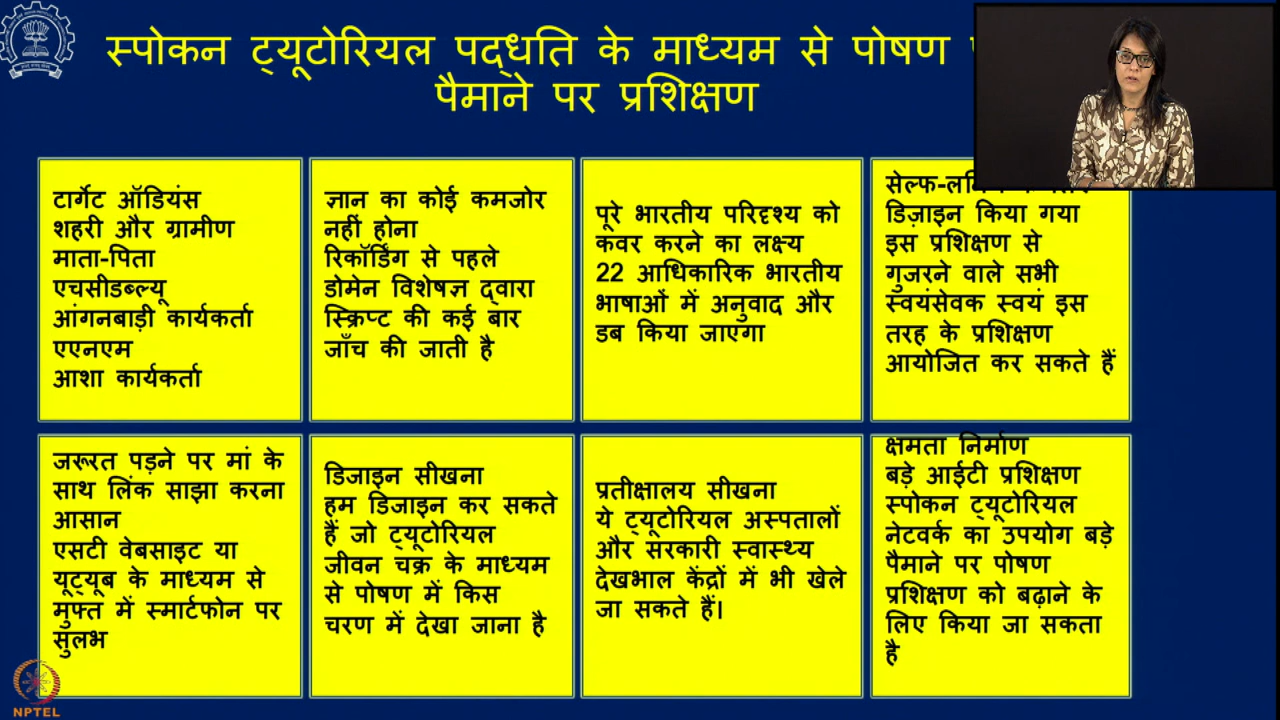 स्पोकन ट्यूटोरियल पद्धति के माध्यम से पोषण
पैमाने पर प्रशिक्षण
टार्गेट ऑडियंस
शहरी और ग्रामीण
माता-पिता
एचसीडब्ल्यू
आंगनबाड़ी कार्यकर्ता
एएनएम
आशा कार्यकर्ता
ज्ञान का कोई कमजोर
नहीं होना
रिकॉर्डिंग से पहले
डोमेन विशेषज्ञ द्वारा
स्क्रिप्ट की कई बार
जाँच की जाती है
पूरे भारतीय परिदृश्य को
कवर करने का लक्ष्य
22 आधिकारिक भारतीय
भाषाओं में अनुवाद और
डब किया जाएगा
डिज़ाइन किया गया
इस प्रशिक्षण से
गुजरने वाले सभी
स्वयंसेवक स्वयं इस
तरह के प्रशिक्षण
आयोजित कर सकते हैं
जरूरत पड़ने पर मां के
साथ लिंक साझा करना
आसान
एसटी वेबसाइट या
यूट्यूब के माध्यम से
मुफ्त में स्मार्टफोन पर
सुलभ
डिजाइन सीखना
हम डिजाइन कर सकते
हैं जो ट्यूटोरियल
जीवन चक्र के माध्यम
से पोषण में किस
चरण में देखा जाना है
प्रतीक्षालय सीखना
ये ट्यूटोरियल अस्पतालों
और सरकारी स्वास्थ्य
देखभाल केंद्रों में भी खेले
जा सकते हैं।
क्षमता निर्माण
बड़े आईटी प्रशिक्षण
स्पोकन ट्यूटोरियल
नेटवर्क का उपयोग बड़े
पैमाने पर पोषण
प्रशिक्षण को बढ़ाने के
लिए किया जा सकता
है
NPTEL